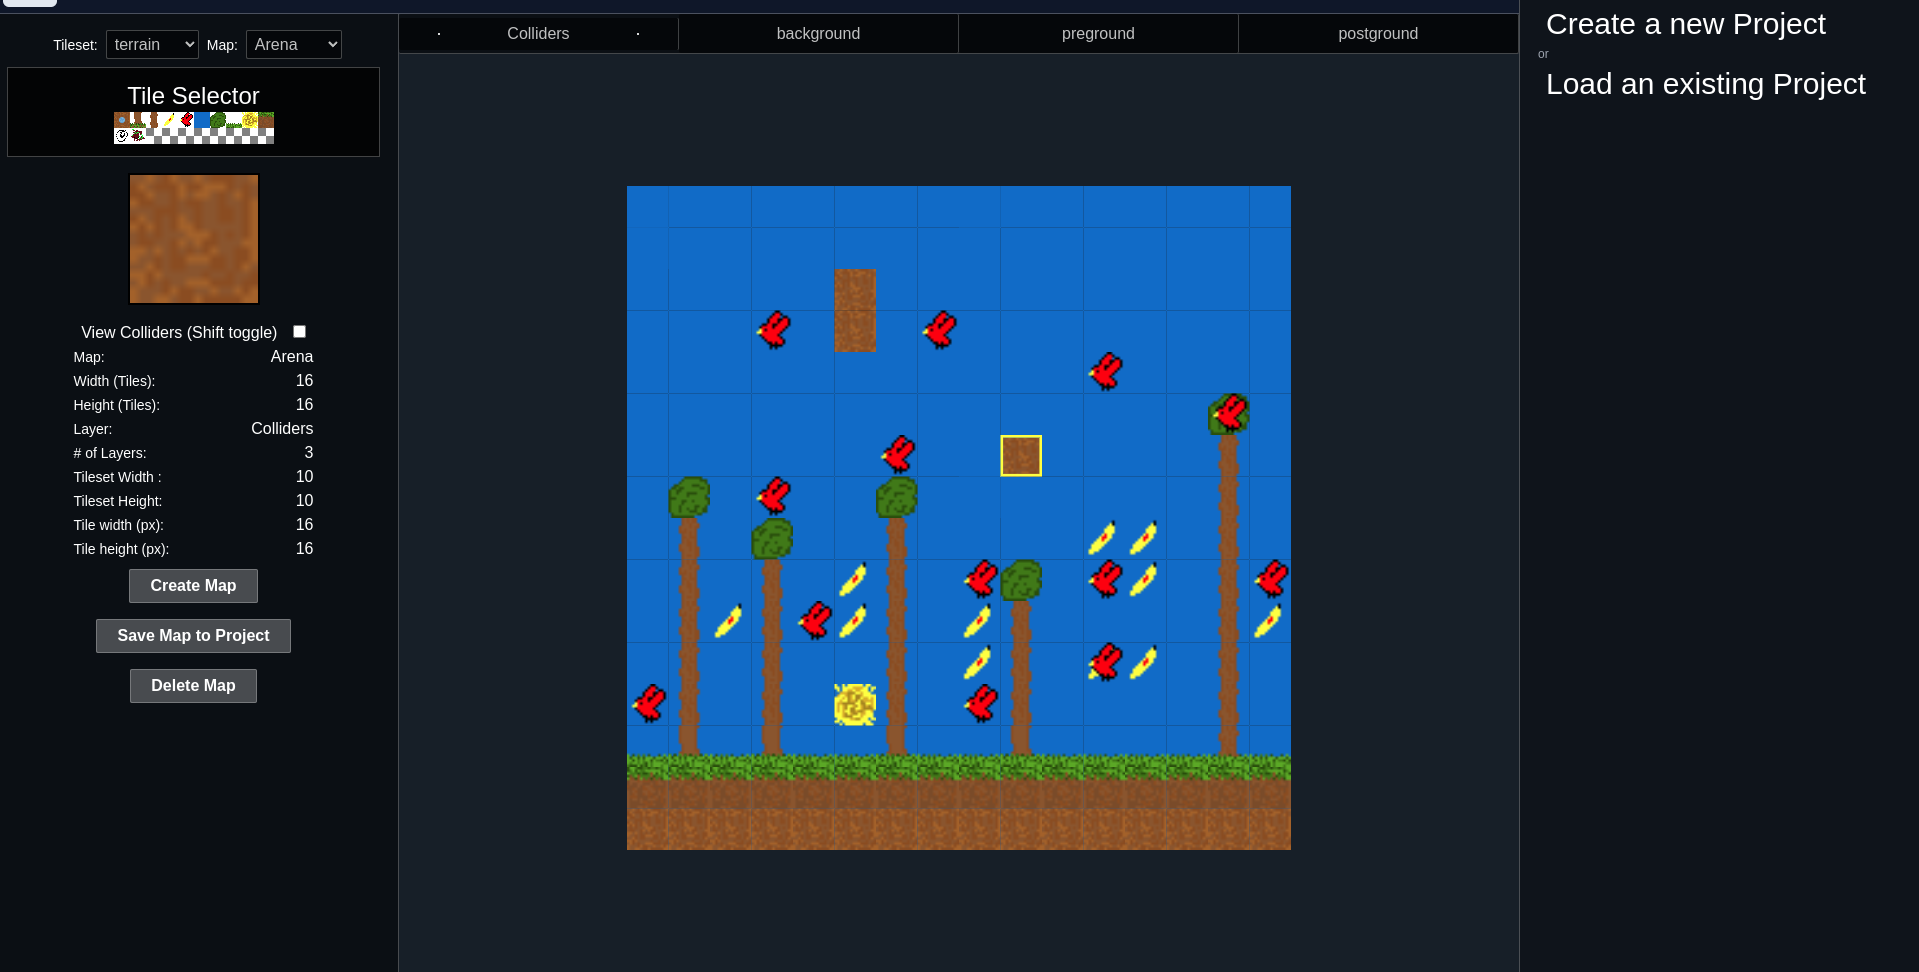 Tileset: terrain Map: Arena
Tile Selector
View Colliders (Shift toggle)
Map: Arena
Width (Tiles): 16
Height (Tiles): 16
Layer: Colliders
# of Layers: 3
Tileset Width : 10
Tileset Height: 10
Tile width (px): 16
Tile height (px): 16
Create Map
Save Map to Project
Delete Map
· Colliders ·
background
preground
postground
Create a new Project
or
Load an existing Project